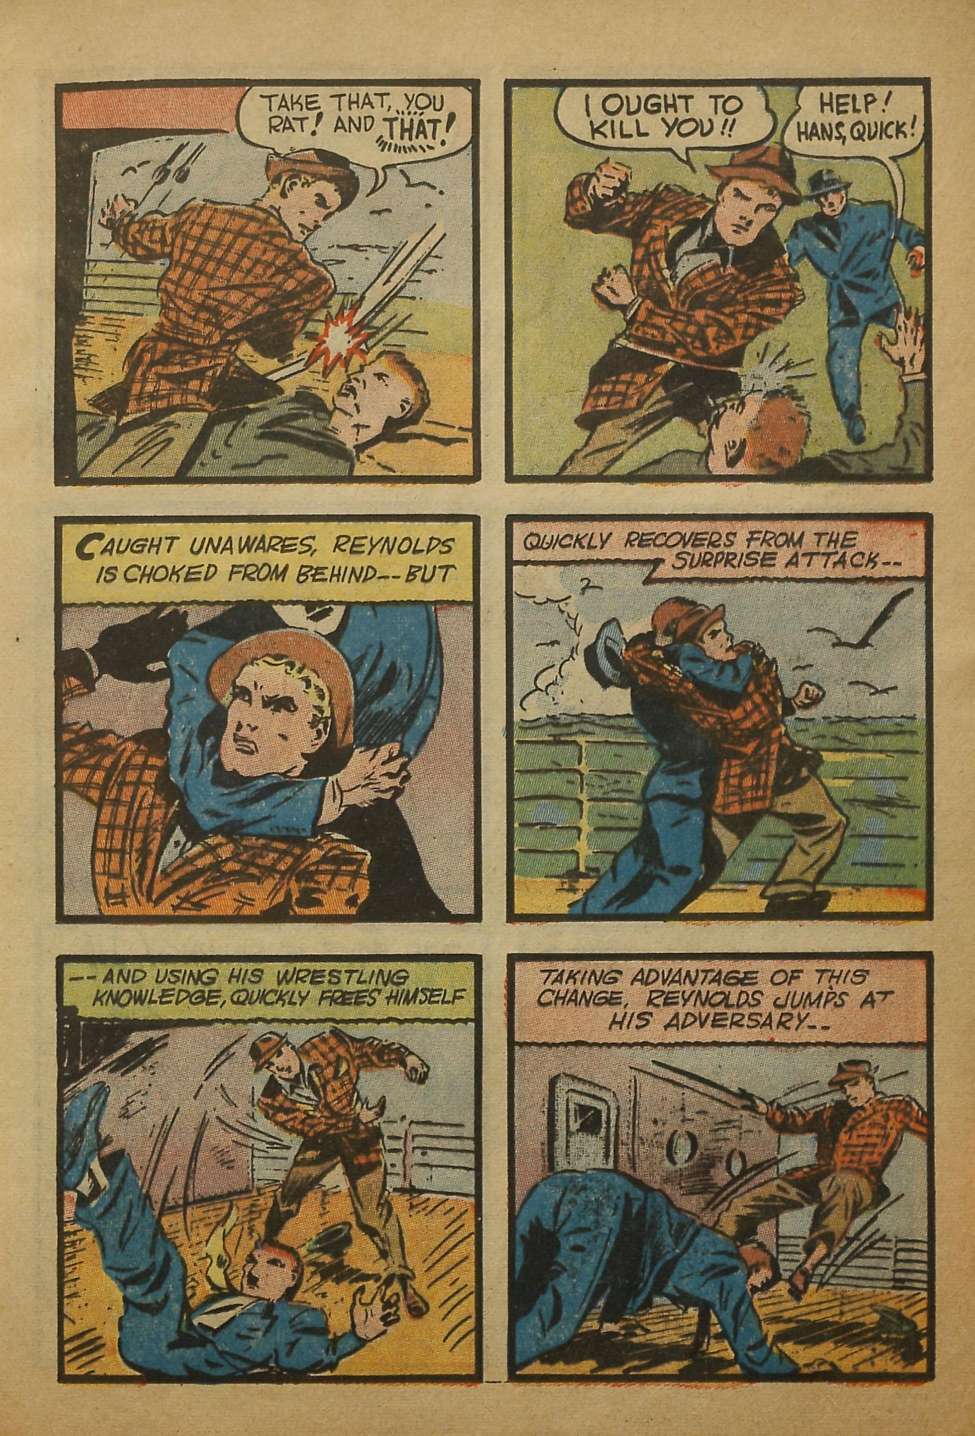 TAKE THAT, YOU
RAT! AND THAT!
I OUGHT TO
KILL YOU!!
HELP!
HANS, QUICK!
CAUGHT UNAWARES, REYNOLDS
IS CHOKED FROM BEHIND--BUT
QUICKLY RECOVERS FROM THE
SURPRISE ATTACK--
--AND USING HIS WRESTLING
KNOWLEDGE, QUICKLY FREES HIMSELF
TAKING ADVANTAGE OF THIS
CHANGE, REYNOLDS JUMPS AT
HIS ADVERSARY--